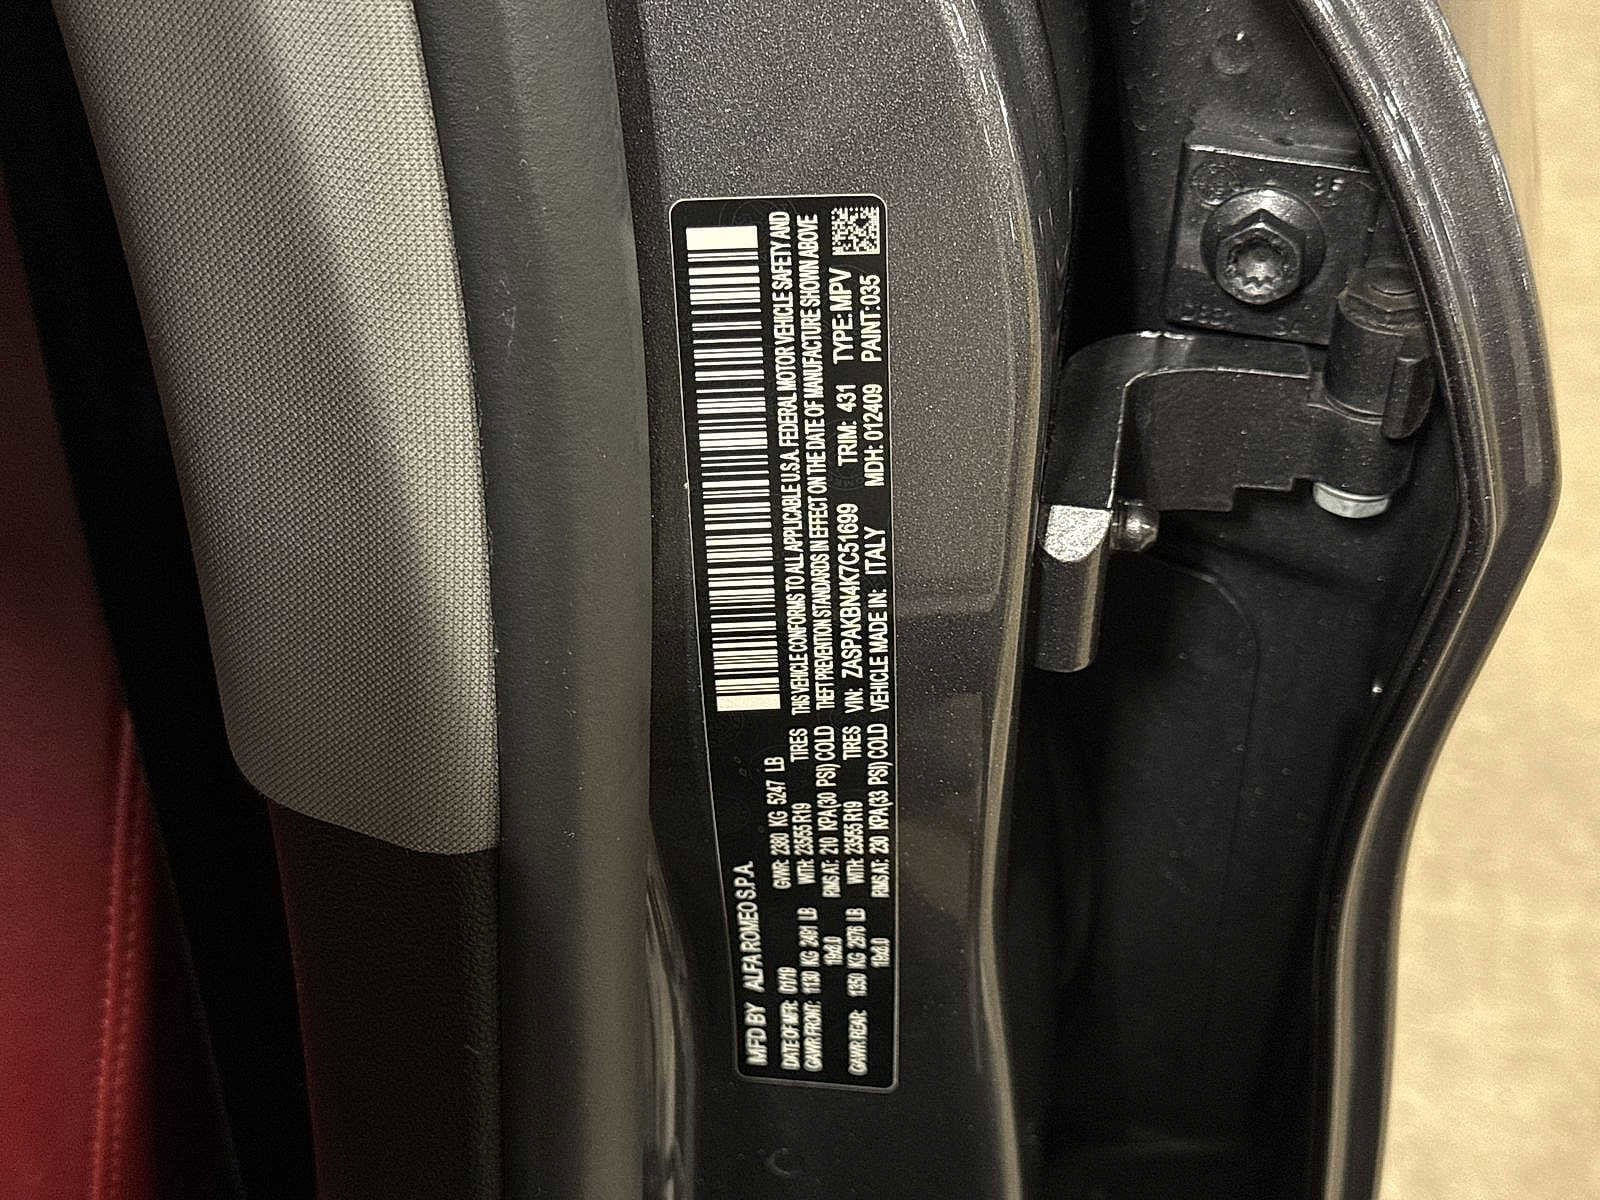 MFD BY ALFA ROMEO S.P.A.
DATE OF MFR: 01/19 GVWR: 2380 KG 5247 LB
GAWR FRONT: 1130 KG 2491 LB WITH: 235/55 R19 TIRES
19x8.0 RIMS AT: 210 KPA(30 PSI) COLD
GAWR REAR: 1350 KG 2976 LB WITH: 235/55 R19 TIRES
19x8.0 RIMS AT: 230 KPA(33 PSI) COLD
THIS VEHICLE CONFORMS TO ALL APPLICABLE U.S.A. FEDERAL MOTOR VEHICLE SAFETY AND
THEFT PREVENTION STANDARDS IN EFFECT ON THE DATE OF MANUFACTURE SHOWN ABOVE
VIN: ZASPAKBN4K7C51699 TRIM: 431 TYPE: MPV
VEHICLE MADE IN: ITALY MDH: 012409 PAINT: 035